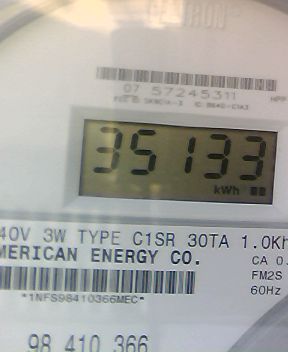 CENTRON
07 57245311
35133
kWh
40V 3W TYPE C1SR 30TA 1.0Kh
MERICAN ENERGY CO.
CA 0.
FM2S
*1NFS98410366MEC*
60Hz
98 410 366